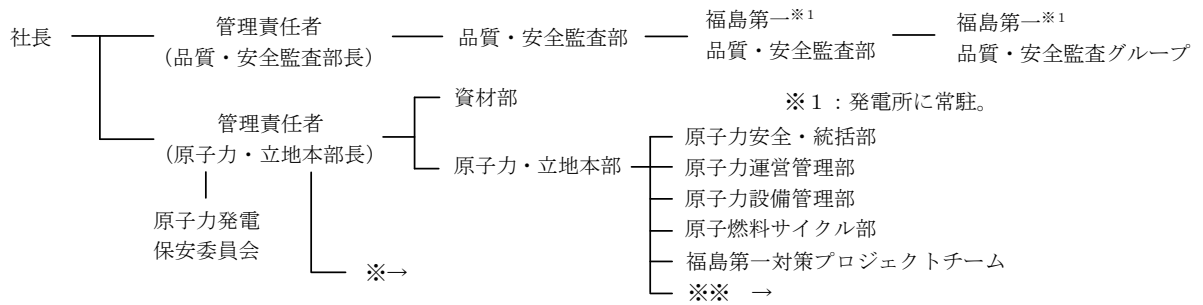 社長
管理責任者
(品質・安全監査部長)
品質・安全監査部
福島第一※1
品質・安全監査部
福島第一※1
品質・安全監査グループ
※1：発電所に常駐。
管理責任者
(原子力・立地本部長)
資材部
原子力・立地本部
原子力安全・統括部
原子力運営管理部
原子力設備管理部
原子燃料サイクル部
福島第一対策プロジェクトチーム
※※ →
原子力発電
保安委員会
※→